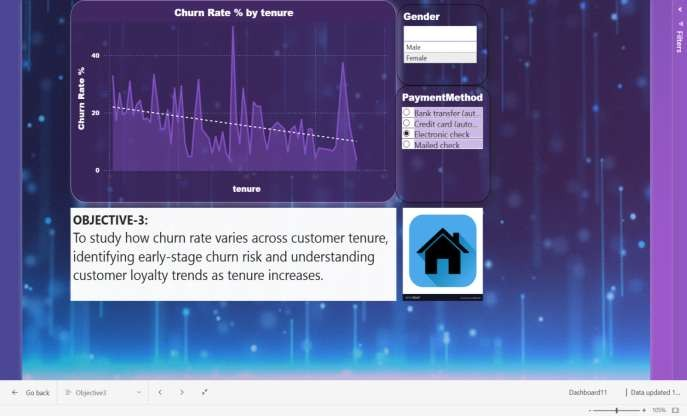 Churn Rate % by tenure
Churn Rate %
40
20
0
tenure
Gender
Male
Female
PaymentMethod
Bank transfer (aut...
Credit card (auto...
Electronic check
Mailed check
OBJECTIVE-3:
To study how churn rate varies across customer tenure,
identifying early-stage churn risk and understanding
customer loyalty trends as tenure increases.
Filters
Go back
Objective3
Dashboard11
Data updated 1...
105%